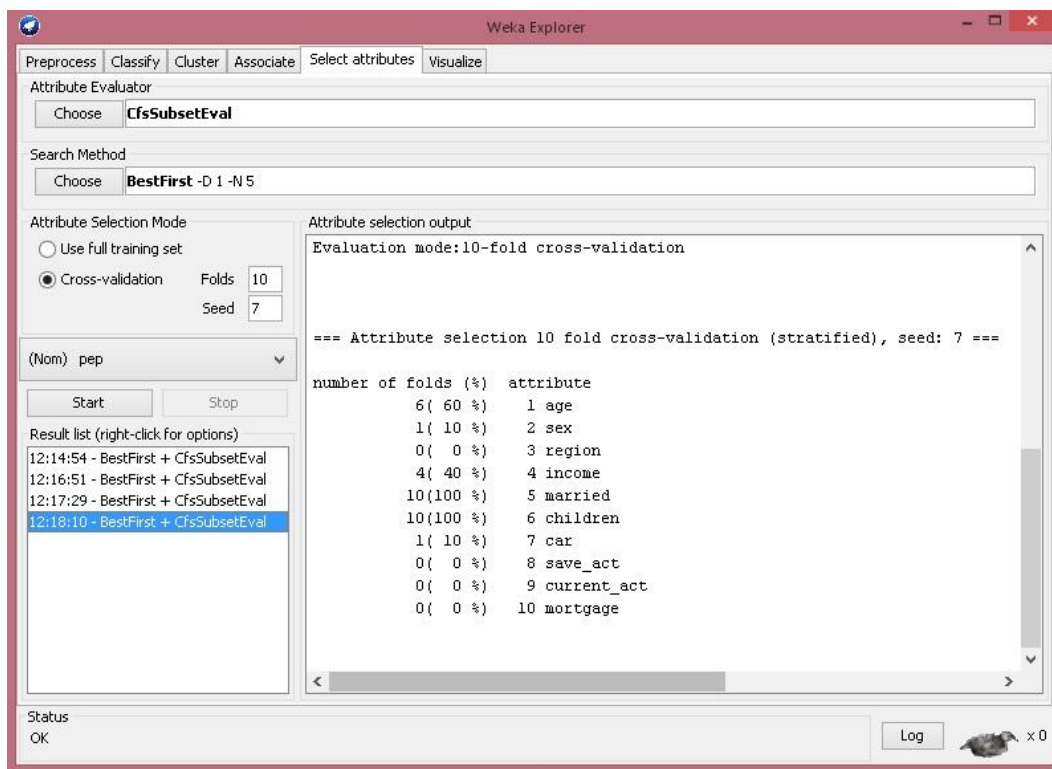 Weka Explorer
Preprocess Classify Cluster Associate Select attributes Visualize
Attribute Evaluator
Choose CfsSubsetEval
Search Method
Choose BestFirst -D 1 -N 5
Attribute Selection Mode
Use full training set
Cross-validation Folds 10
Seed 7
(Nom) pep
Start Stop
Result list (right-click for options)
12:14:54 - BestFirst + CfsSubsetEval
12:16:51 - BestFirst + CfsSubsetEval
12:17:29 - BestFirst + CfsSubsetEval
12:18:10 - BestFirst + CfsSubsetEval
Attribute selection output
Evaluation mode:10-fold cross-validation
=== Attribute selection 10 fold cross-validation (stratified), seed: 7 ===
number of folds (%) attribute
6( 60 %) 1 age
1( 10 %) 2 sex
0( 0 %) 3 region
4( 40 %) 4 income
10(100 %) 5 married
10(100 %) 6 children
1( 10 %) 7 car
0( 0 %) 8 save_act
0( 0 %) 9 current_act
0( 0 %) 10 mortgage
Status
OK
Log x 0